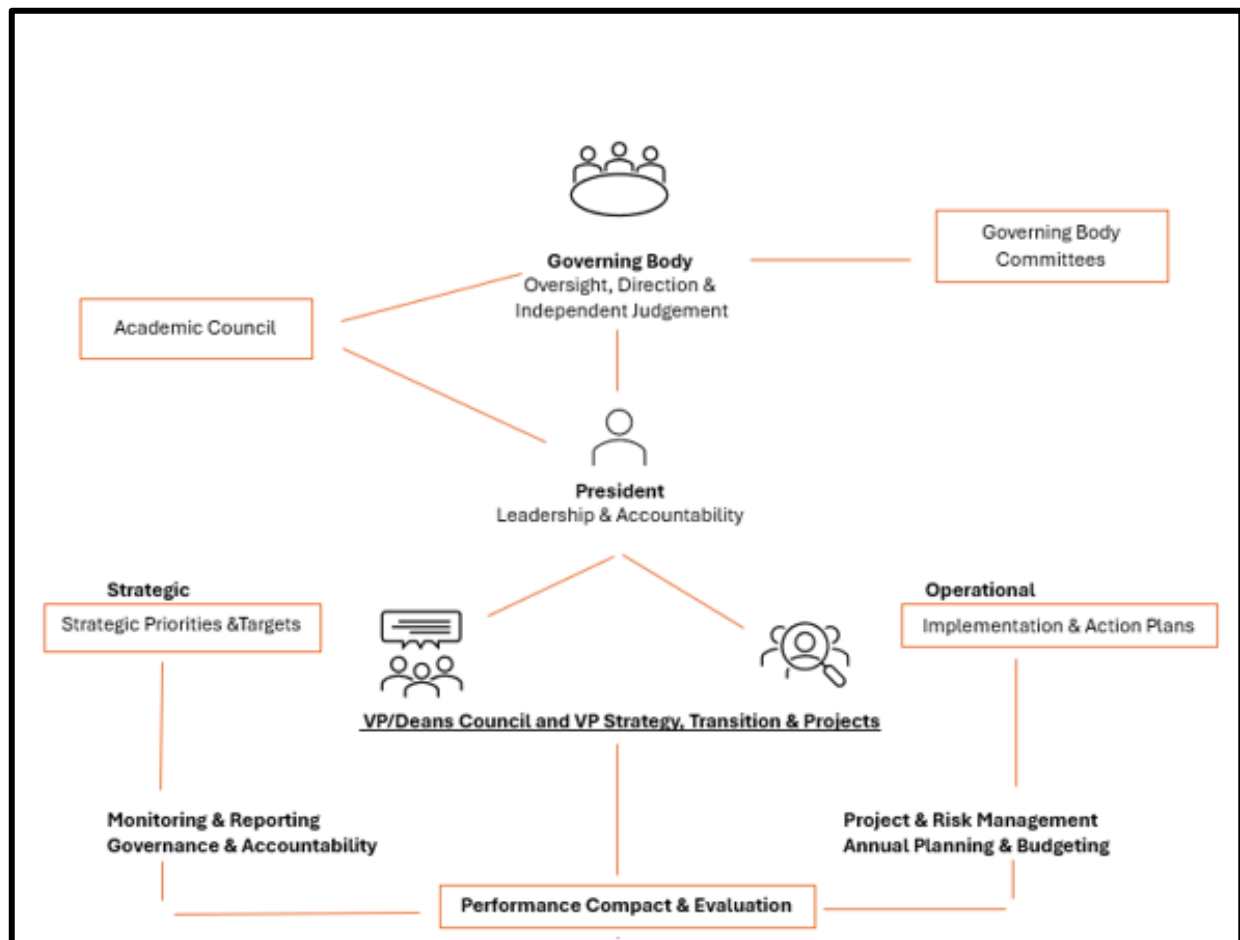 Governing Body
Committees
Governing Body
Oversight, Direction &
Independent Judgement
Academic Council
President
Leadership & Accountability
Strategic
Strategic Priorities &Targets
Operational
Implementation & Action Plans
VP/Deans Council and VP Strategy, Transition & Projects
Monitoring & Reporting
Governance & Accountability
Project & Risk Management
Annual Planning & Budgeting
Performance Compact & Evaluation